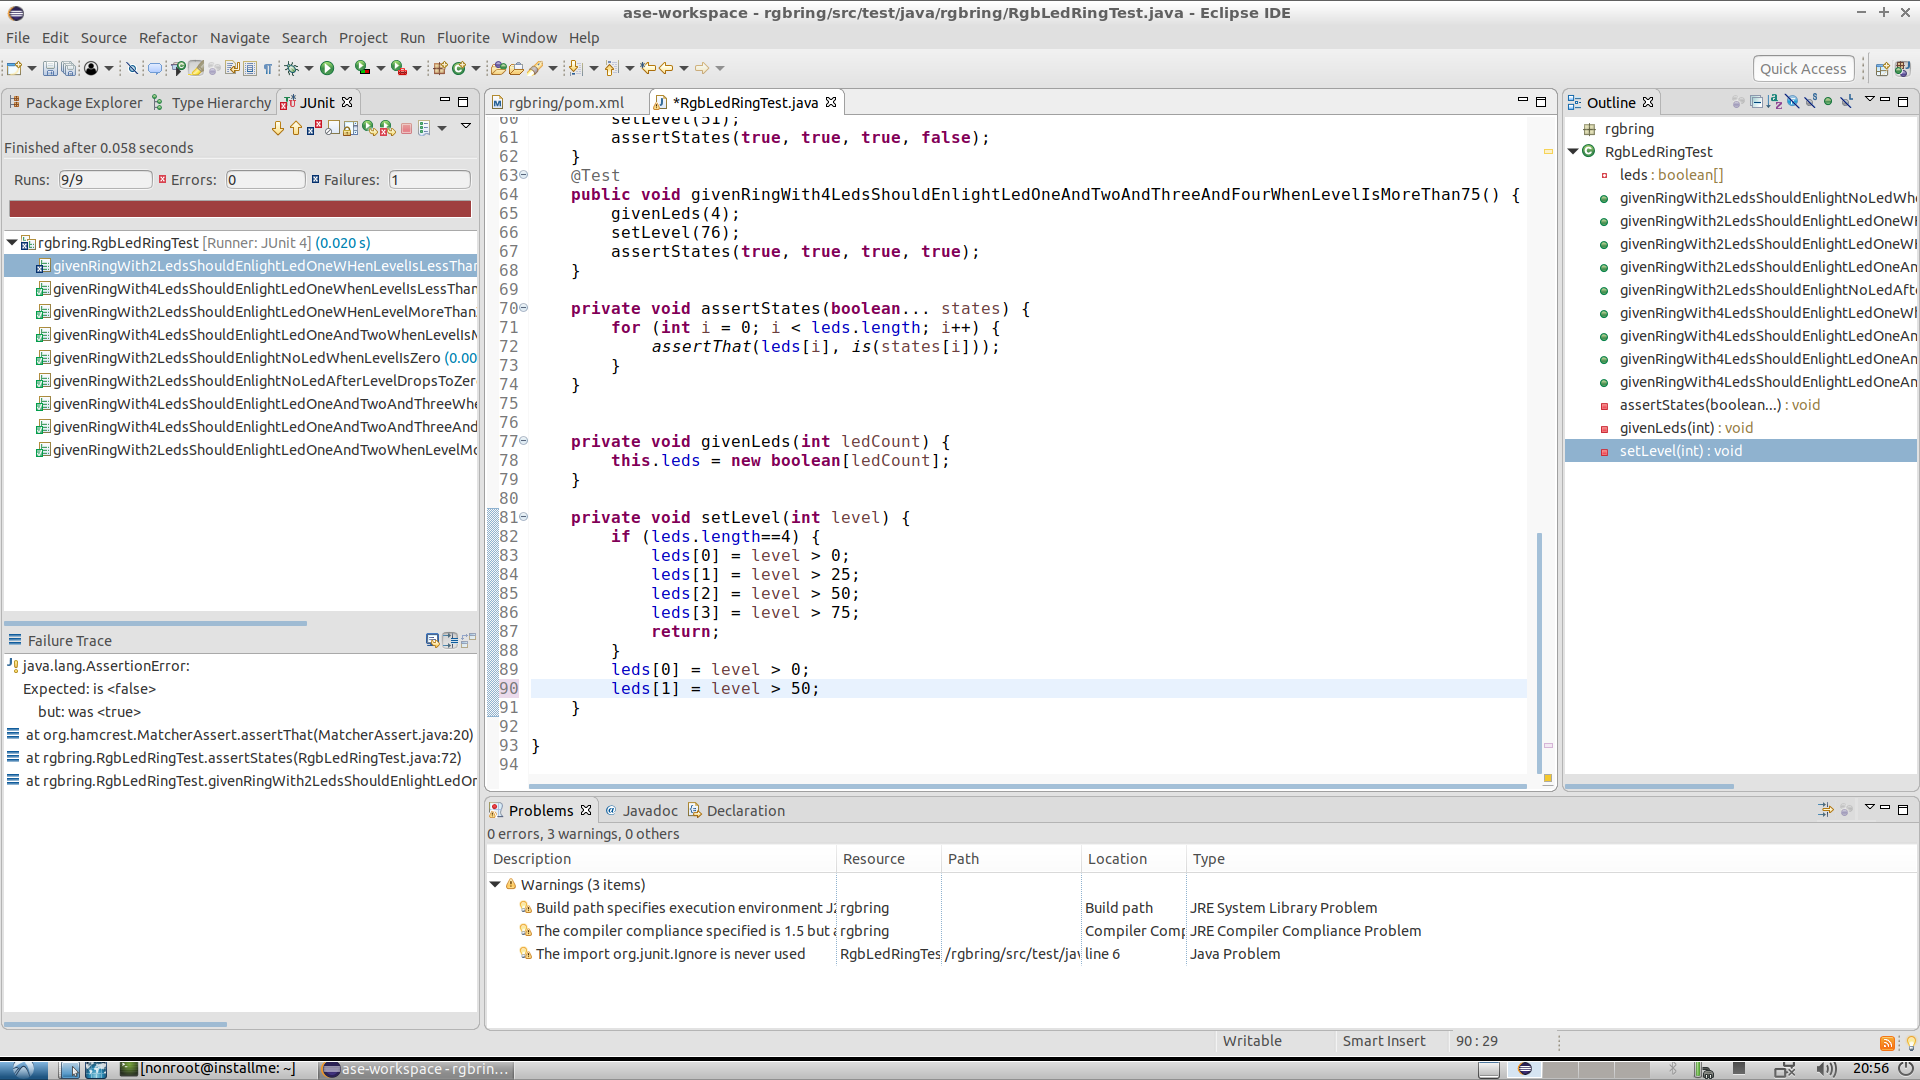 ase-workspace - rgbring/src/test/java/rgbring/RgbLedRingTest.java - Eclipse IDE
File Edit Source Refactor Navigate Search Project Run Fluorite Window Help
Quick Access
Package Explorer Type Hierarchy JUnit
Finished after 0.058 seconds
Runs: 9/9 Errors: 0 Failures: 1
rgbring.RgbLedRingTest [Runner: JUnit 4] (0.020 s)
givenRingWith2LedsShouldEnlightLedOneWHenLevelIsLessThan
givenRingWith4LedsShouldEnlightLedOneWhenLevelIsLessThan
givenRingWith2LedsShouldEnlightLedOneWHenLevelMoreThan
givenRingWith4LedsShouldEnlightLedOneAndTwoWhenLevelIsM
givenRingWith2LedsShouldEnlightNoLedWhenLevelIsZero (0.00
givenRingWith2LedsShouldEnlightNoLedAfterLevelDropsToZer
givenRingWith4LedsShouldEnlightLedOneAndTwoAndThreeWhe
givenRingWith4LedsShouldEnlightLedOneAndTwoAndThreeAnd
givenRingWith2LedsShouldEnlightLedOneAndTwoWhenLevelMo
Failure Trace
java.lang.AssertionError:
Expected: is <false>
but: was <true>
at org.hamcrest.MatcherAssert.assertThat(MatcherAssert.java:20)
at rgbring.RgbLedRingTest.assertStates(RgbLedRingTest.java:72)
at rgbring.RgbLedRingTest.givenRingWith2LedsShouldEnlightLedOn
rgbring/pom.xml *RgbLedRingTest.java
60 setLevel(51);
61 assertStates(true, true, true, false);
62 }
63 @Test
64 public void givenRingWith4LedsShouldEnlightLedOneAndTwoAndThreeAndFourWhenLevelIsMoreThan75() {
65 givenLeds(4);
66 setLevel(76);
67 assertStates(true, true, true, true);
68 }
69
70 private void assertStates(boolean... states) {
71 for (int i = 0; i < leds.length; i++) {
72 assertThat(leds[i], is(states[i]));
73 }
74 }
75
76
77 private void givenLeds(int ledCount) {
78 this.leds = new boolean[ledCount];
79 }
80
81 private void setLevel(int level) {
82 if (leds.length==4) {
83 leds[0] = level > 0;
84 leds[1] = level > 25;
85 leds[2] = level > 50;
86 leds[3] = level > 75;
87 return;
88 }
89 leds[0] = level > 0;
90 leds[1] = level > 50;
91 }
92
93 }
94
Outline
rgbring
RgbLedRingTest
leds : boolean[]
givenRingWith2LedsShouldEnlightNoLedWhe
givenRingWith2LedsShouldEnlightLedOneWH
givenRingWith2LedsShouldEnlightLedOneWH
givenRingWith2LedsShouldEnlightLedOneAn
givenRingWith2LedsShouldEnlightNoLedAfte
givenRingWith4LedsShouldEnlightLedOneWh
givenRingWith4LedsShouldEnlightLedOneAn
givenRingWith4LedsShouldEnlightLedOneAn
givenRingWith4LedsShouldEnlightLedOneAn
assertStates(boolean...) : void
givenLeds(int) : void
setLevel(int) : void
Problems Javadoc Declaration
0 errors, 3 warnings, 0 others
Description Resource Path Location Type
Warnings (3 items)
Build path specifies execution environment J2 rgbring Build path JRE System Library Problem
The compiler compliance specified is 1.5 but a rgbring Compiler Comp JRE Compiler Compliance Problem
The import org.junit.Ignore is never used RgbLedRingTes /rgbring/src/test/jav line 6 Java Problem
Writable Smart Insert 90 : 29
[nonroot@installme: ~] ase-workspace - rgbrin... 20:56